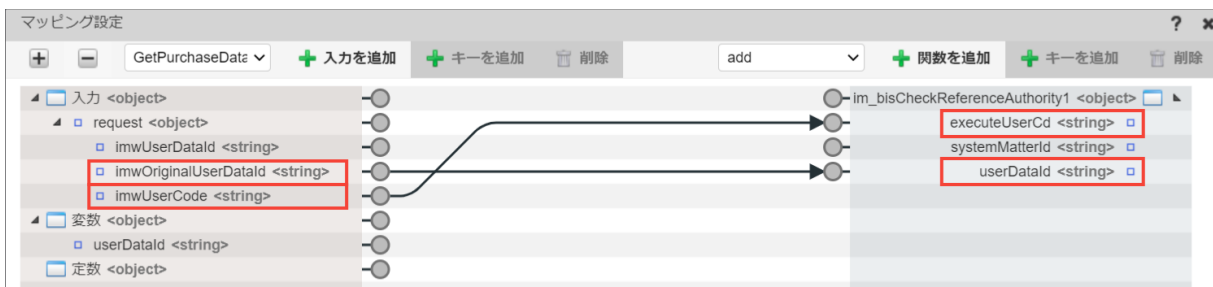 マッピング設定 ? ×
GetPurchaseData 入力を追加 キーを追加 削除 add 関数を追加 キーを追加 削除
入力 <object> im_bisCheckReferenceAuthority1 <object>
request <object> executeUserCd <string>
imwUserDataId <string> systemMatterId <string>
imwOriginalUserDataId <string> userDataId <string>
imwUserCode <string>
変数 <object>
userDataId <string>
定数 <object>